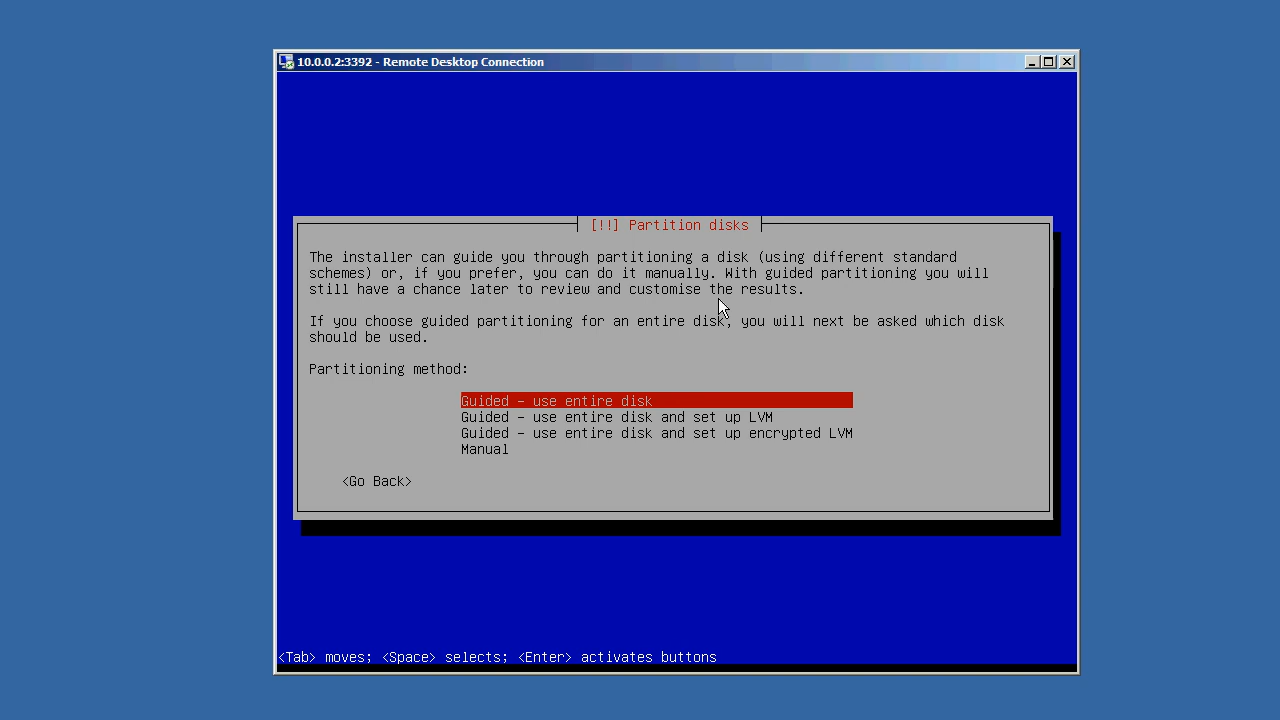 10.0.0.2:3392 - Remote Desktop Connection
[!!] Partition disks
The installer can guide you through partitioning a disk (using different standard
schemes) or, if you prefer, you can do it manually. With guided partitioning you will
still have a chance later to review and customise the results.
If you choose guided partitioning for an entire disk, you will next be asked which disk
should be used.
Partitioning method:
Guided - use entire disk
Guided - use entire disk and set up LVM
Guided - use entire disk and set up encrypted LVM
Manual
<Go Back>
<Tab> moves; <Space> selects; <Enter> activates buttons